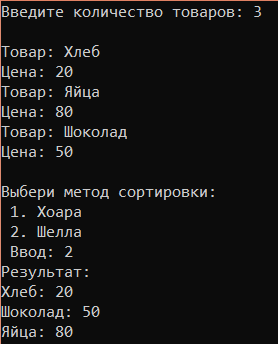 Введите количество товаров: 3
Товар: Хлеб
Цена: 20
Товар: Яйца
Цена: 80
Товар: Шоколад
Цена: 50
Выбери метод сортировки:
1. Хоара
2. Шелла
Ввод: 2
Результат:
Хлеб: 20
Шоколад: 50
Яйца: 80